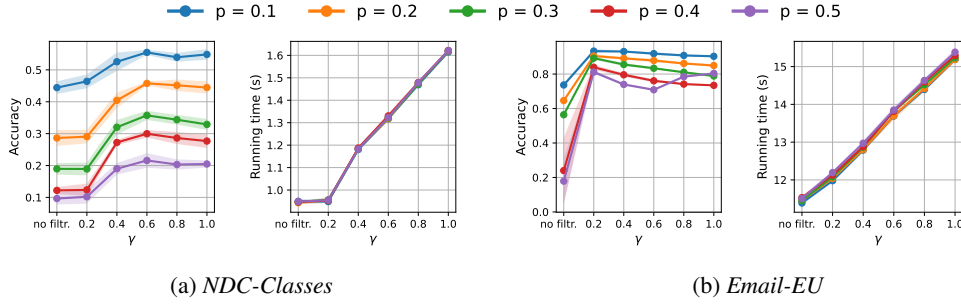 p = 0.1 p = 0.2 p = 0.3 p = 0.4 p = 0.5
Accuracy
0.5
0.4
0.3
0.2
0.1
no filtr. 0.2 0.4 0.6 0.8 1.0
γ
Running time (s)
1.6
1.5
1.4
1.3
1.2
1.1
1.0
no filtr. 0.2 0.4 0.6 0.8 1.0
γ
Accuracy
0.8
0.6
0.4
0.2
0.0
no filtr. 0.2 0.4 0.6 0.8 1.0
γ
Running time (s)
15
14
13
12
no filtr. 0.2 0.4 0.6 0.8 1.0
γ
(a) NDC-Classes
(b) Email-EU